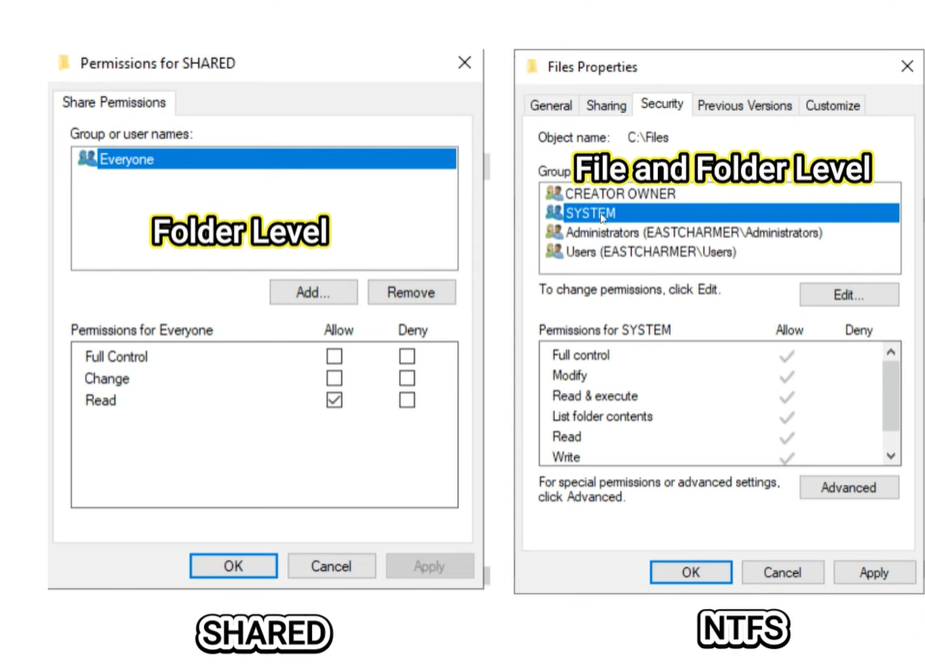 Permissions for SHARED
Share Permissions
Group or user names:
Everyone
Folder Level
Add...
Remove
Permissions for Everyone Allow Deny
Full Control
Change
Read
OK Cancel Apply
SHARED
Files Properties
General Sharing Security Previous Versions Customize
Object name: C:\Files
Group
File and Folder Level
CREATOR OWNER
SYSTEM
Administrators (EASTCHARMER\Administrators)
Users (EASTCHARMER\Users)
To change permissions, click Edit.
Edit...
Permissions for SYSTEM Allow Deny
Full control
Modify
Read & execute
List folder contents
Read
Write
For special permissions or advanced settings,
click Advanced.
Advanced
OK Cancel Apply
NTFS